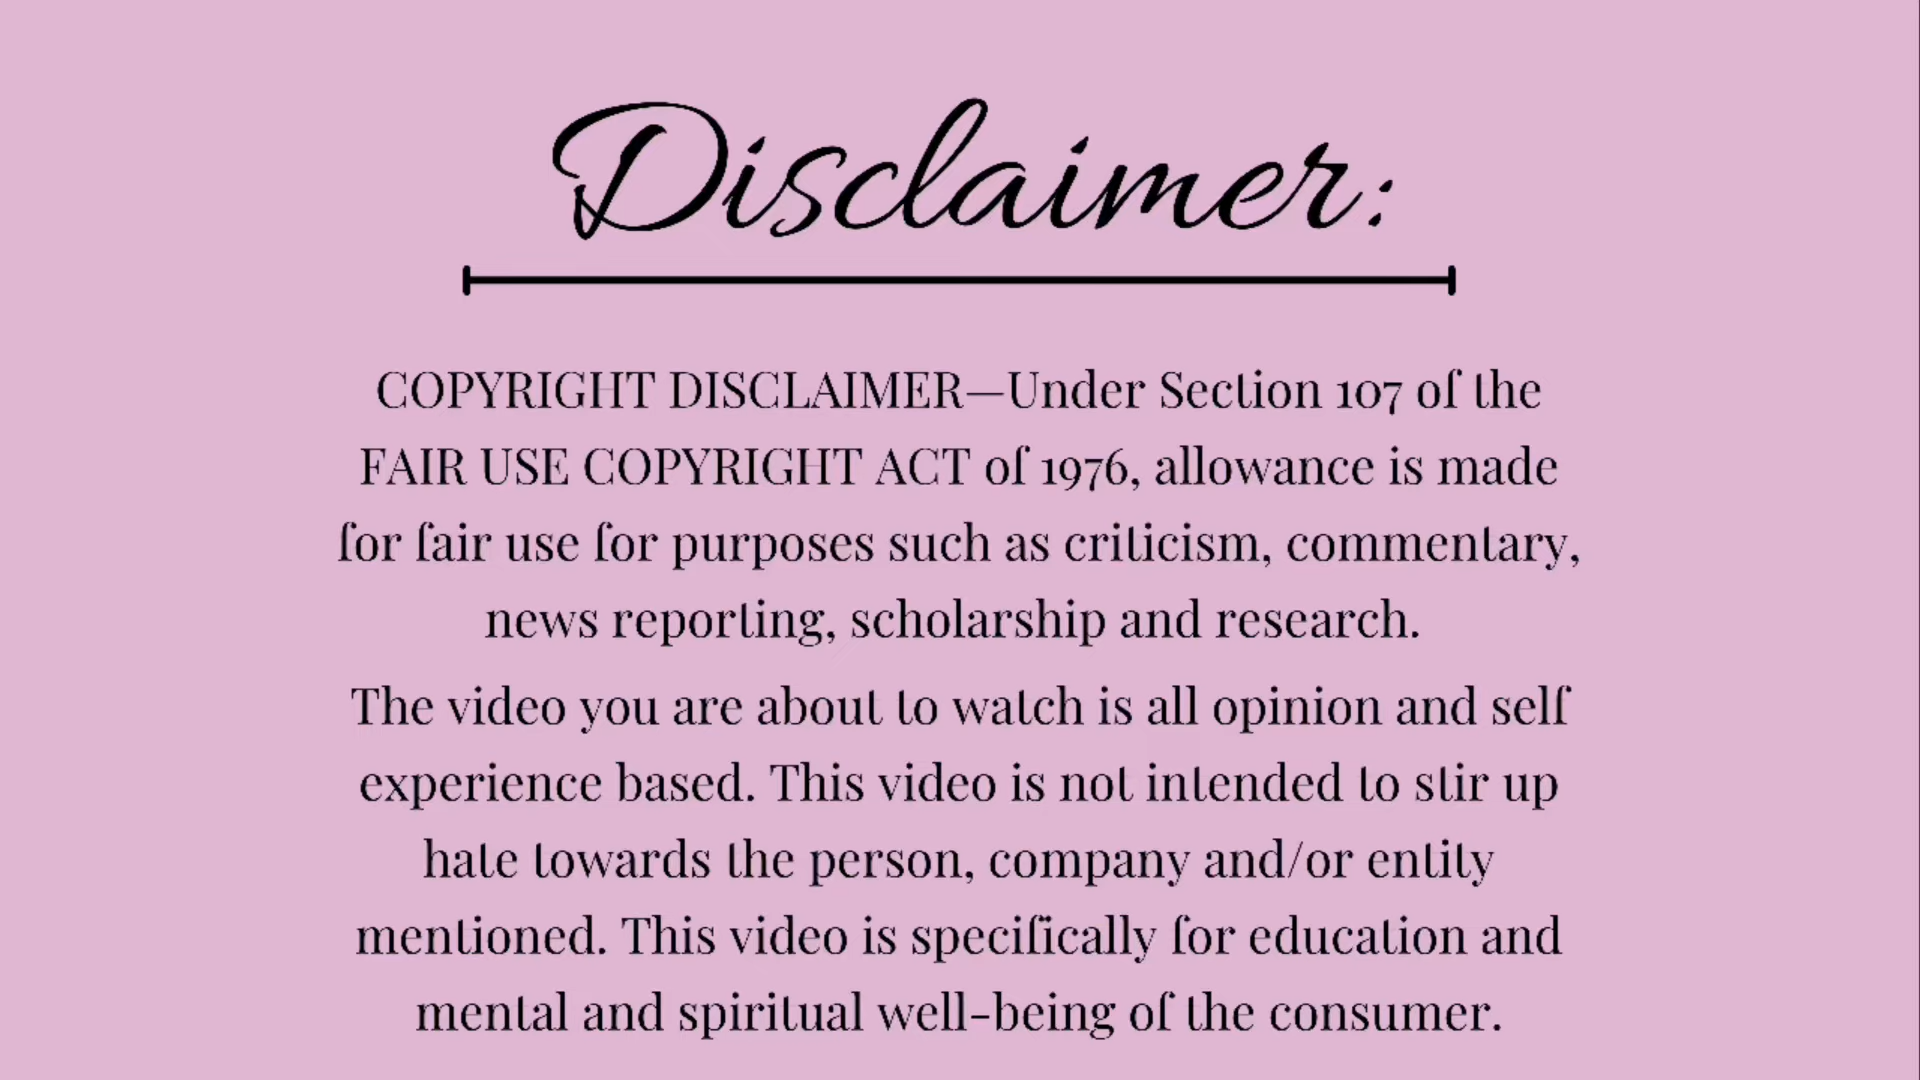 Disclaimer:
COPYRIGHT DISCLAIMER—Under Section 107 of the
FAIR USE COPYRIGHT ACT of 1976, allowance is made
for fair use for purposes such as criticism, commentary,
news reporting, scholarship and research.
The video you are about to watch is all opinion and self
experience based. This video is not intended to stir up
hate towards the person, company and/or entity
mentioned. This video is specifically for education and
mental and spiritual well-being of the consumer.